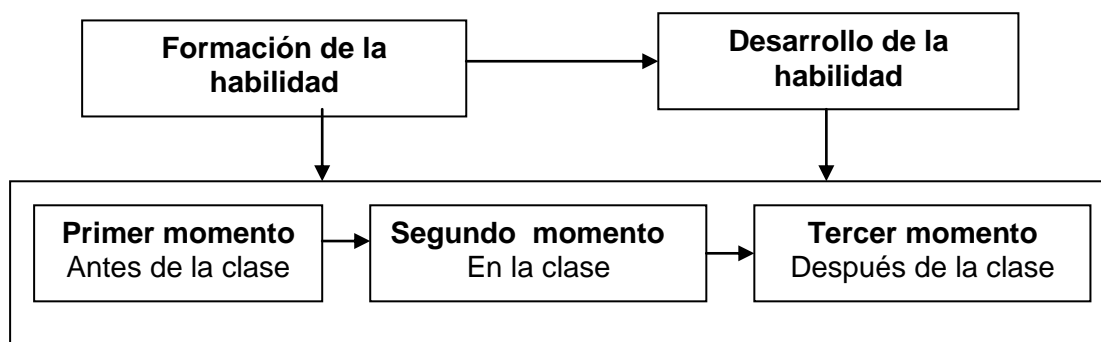 Formación de la
habilidad
Desarrollo de la
habilidad
Primer momento
Antes de la clase
Segundo momento
En la clase
Tercer momento
Después de la clase